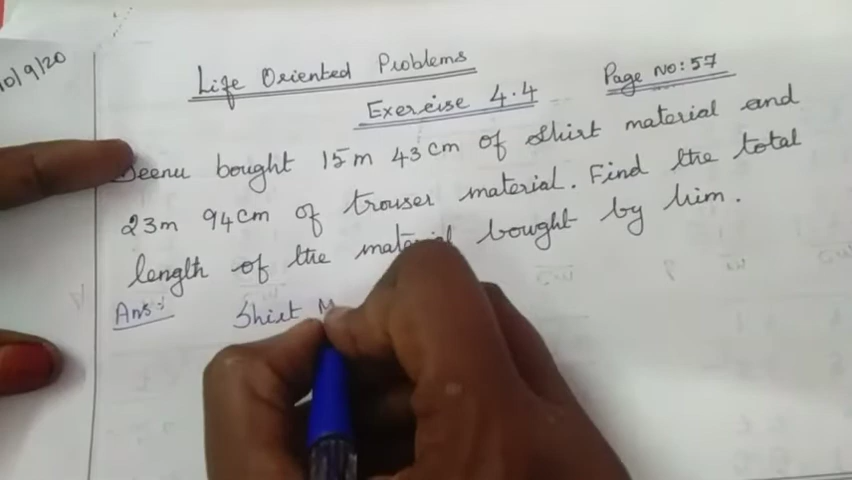 10/9/20
Life Oriented Problems
Page No: 57
Exercise 4.4
Seenu bought 15m 43cm of shirt material and
23m 94cm of trouser material. Find the total
length of the material bought by him.
Ans:
Shirt M